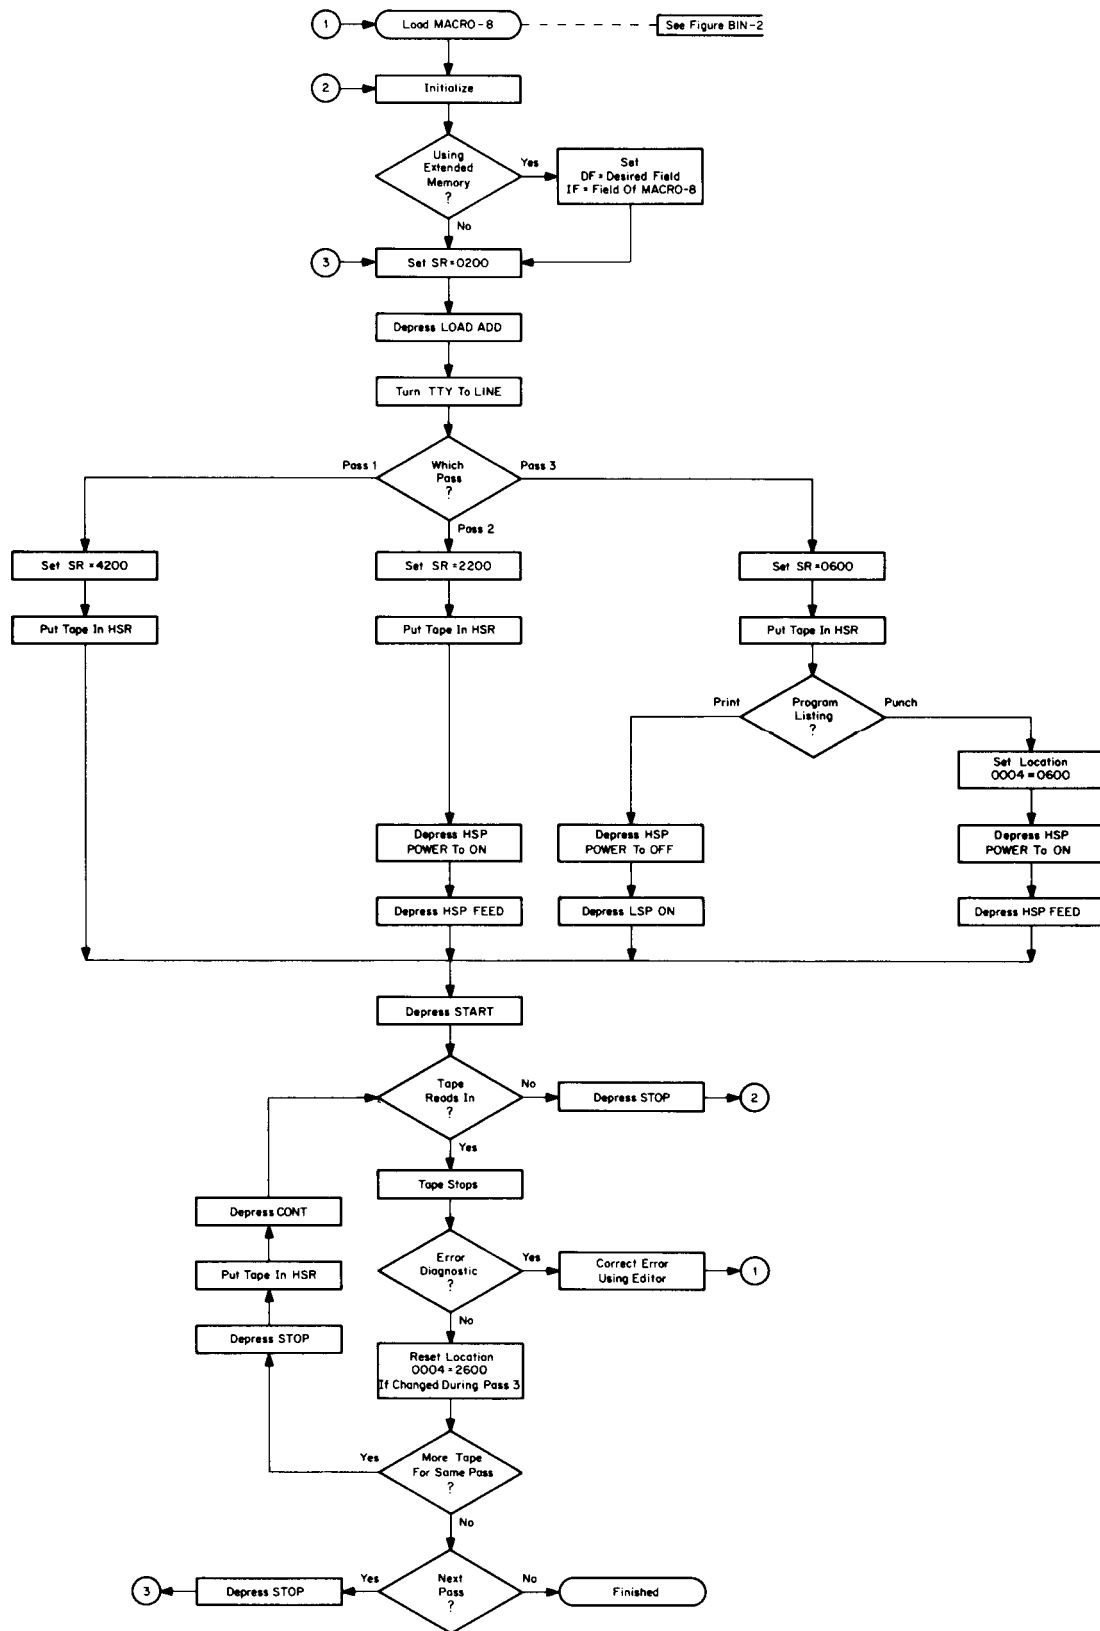 1
Load MACRO-8
See Figure BIN-2
2
Initialize
Using
Extended
Memory
?
Yes
Set
DF = Desired Field
IF = Field Of MACRO-8
No
3
Set SR=0200
Depress LOAD ADD
Turn TTY To LINE
Pass 1
Which
Pass
?
Pass 3
Pass 2
Set SR=4200
Set SR=2200
Set SR=0600
Put Tape In HSR
Put Tape In HSR
Put Tape In HSR
Print
Program
Listing
?
Punch
Set Location
0004=0600
Depress HSP
POWER To ON
Depress HSP
POWER To OFF
Depress HSP
POWER To ON
Depress HSP FEED
Depress LSP ON
Depress HSP FEED
Depress START
Tape
Reads In
?
No
Depress STOP
2
Yes
Tape Stops
Depress CONT
Error
Diagnostic
?
Yes
Correct Error
Using Editor
1
Put Tape In HSR
No
Depress STOP
Reset Location
0004=2600
If Changed During Pass 3
Yes
More Tape
For Same Pass
?
No
3
Depress STOP
Yes
Next
Pass
?
No
Finished